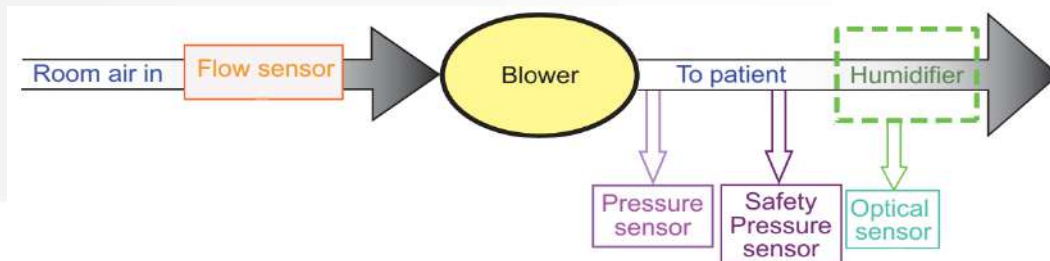 Room air in
Flow sensor
Blower
To patient
Humidifier
Pressure
sensor
Safety
Pressure
sensor
Optical
sensor